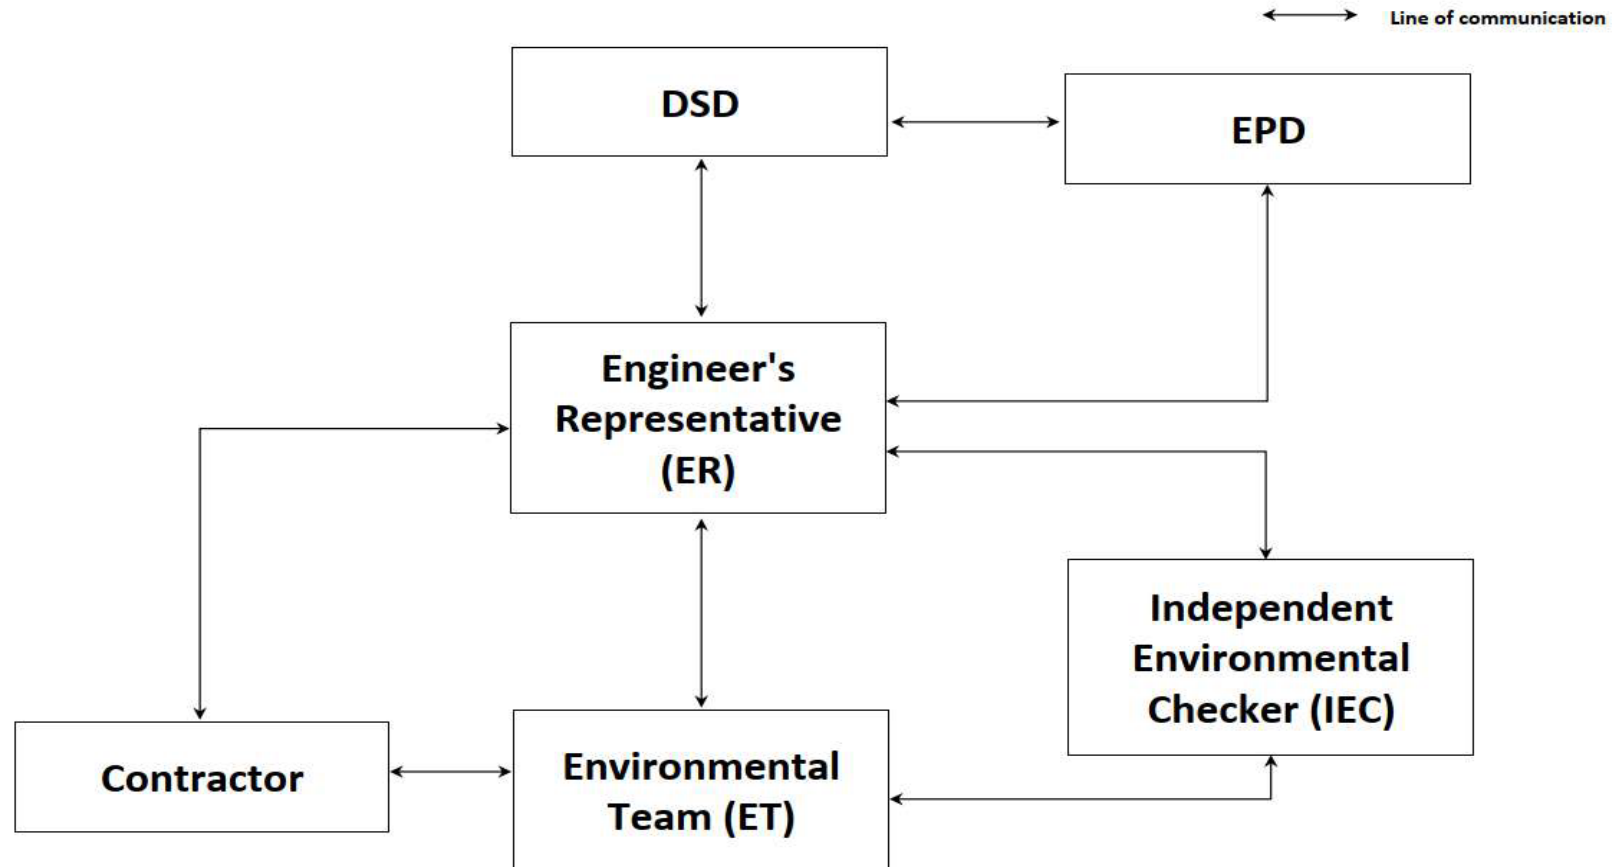 Line of communication
DSD
EPD
Engineer's
Representative
(ER)
Independent
Environmental
Checker (IEC)
Contractor
Environmental
Team (ET)